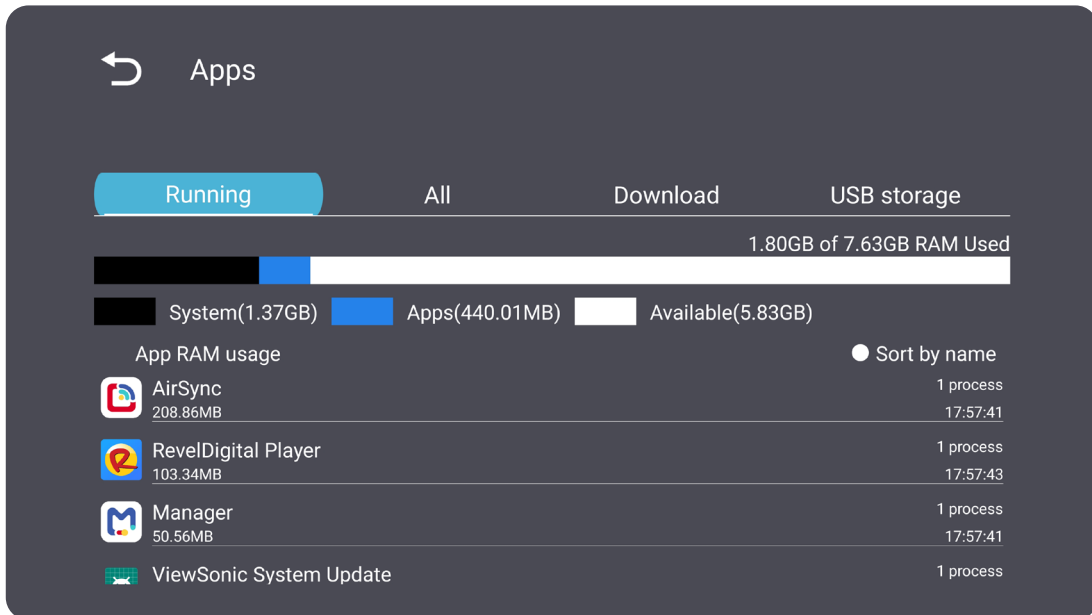 Apps
Running All Download USB storage
1.80GB of 7.63GB RAM Used
System(1.37GB) Apps(440.01MB) Available(5.83GB)
App RAM usage Sort by name
AirSync 1 process
208.86MB 17:57:41
RevelDigital Player 1 process
103.34MB 17:57:43
Manager 1 process
50.56MB 17:57:41
ViewSonic System Update 1 process